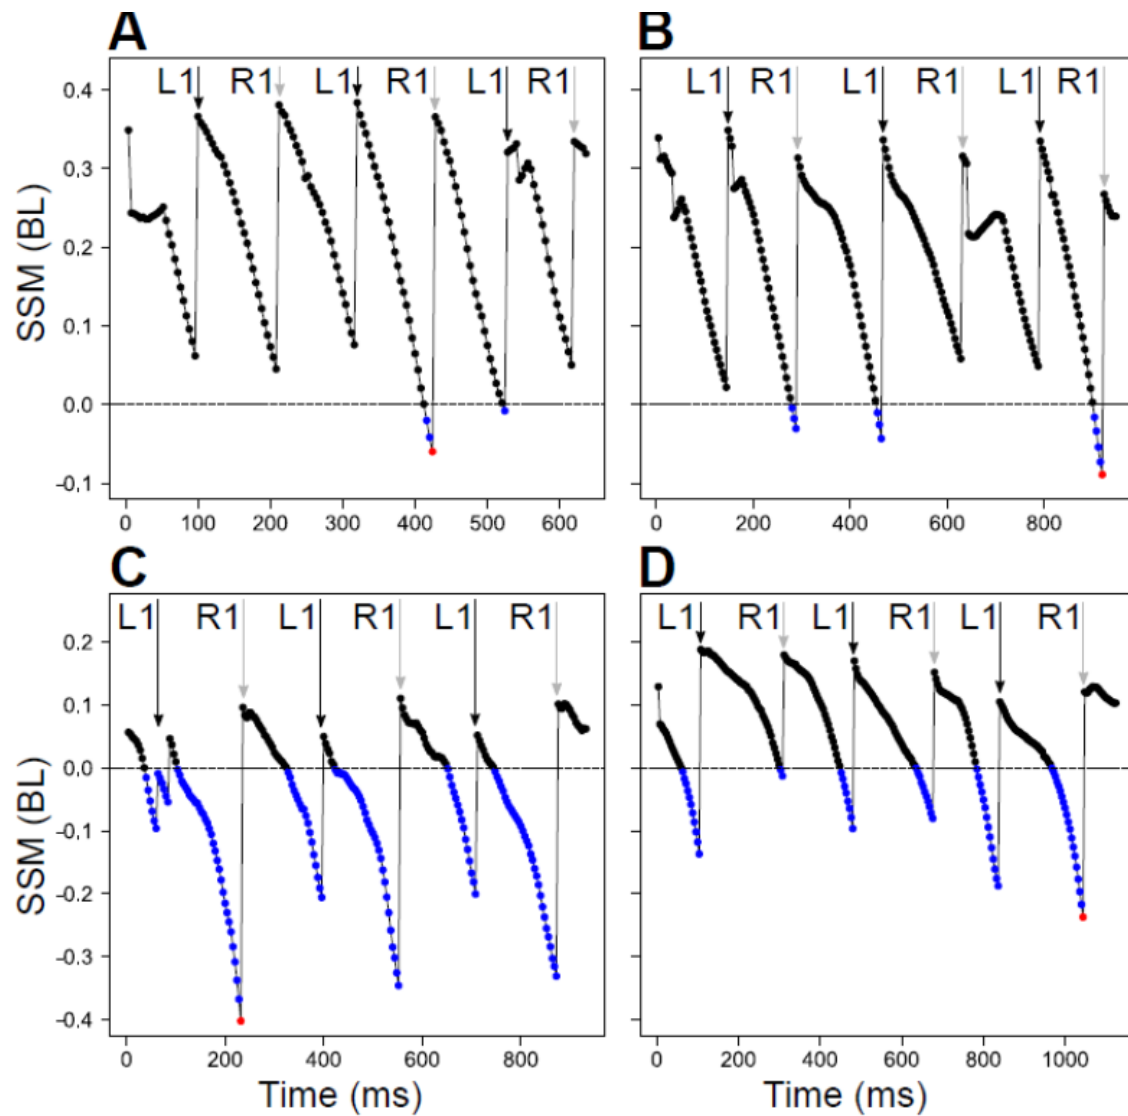 A
B
L1 R1 L1 R1 L1 R1
L1 R1 L1 R1 L1 R1
SSM (BL)
0.4
0.3
0.2
0.1
0.0
-0.1
0 100 200 300 400 500 600
0 200 400 600 800
C
D
L1 R1 L1 R1 L1 R1
L1 R1 L1 R1 L1 R1
SSM (BL)
0.2
0.1
0.0
-0.1
-0.2
-0.3
-0.4
0 200 400 600 800
0 200 400 600 800 1000
Time (ms)
Time (ms)